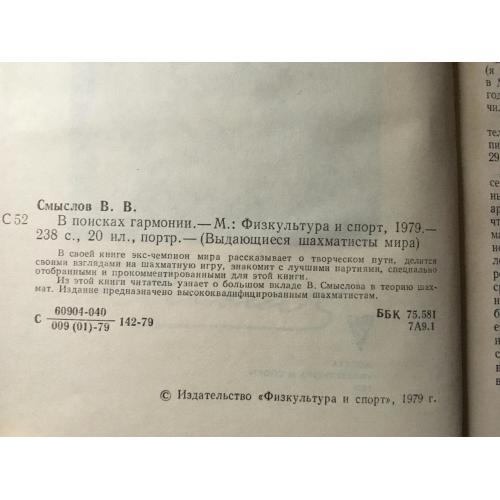 Смыслов В. В.
С 52 В поисках гармонии.— М.: Физкультура и спорт, 1979.—
238 с., 20 ил., портр.— (Выдающиеся шахматисты мира)
В своей книге экс-чемпион мира рассказывает о творческом пути, делится
своими взглядами на шахматную игру, знакомит с лучшими партиями, специально
отобранными и прокомментированными для этой книги.
Из этой книги читатель узнает о большом вкладе В. Смыслова в теорию шах-
мат. Издание предназначено высококвалифицированным шахматистам.
С 60904-040 142-79 ББК 75.581
009 (01)-79 7А9.1
© Издательство «Физкультура и спорт», 1979 г.